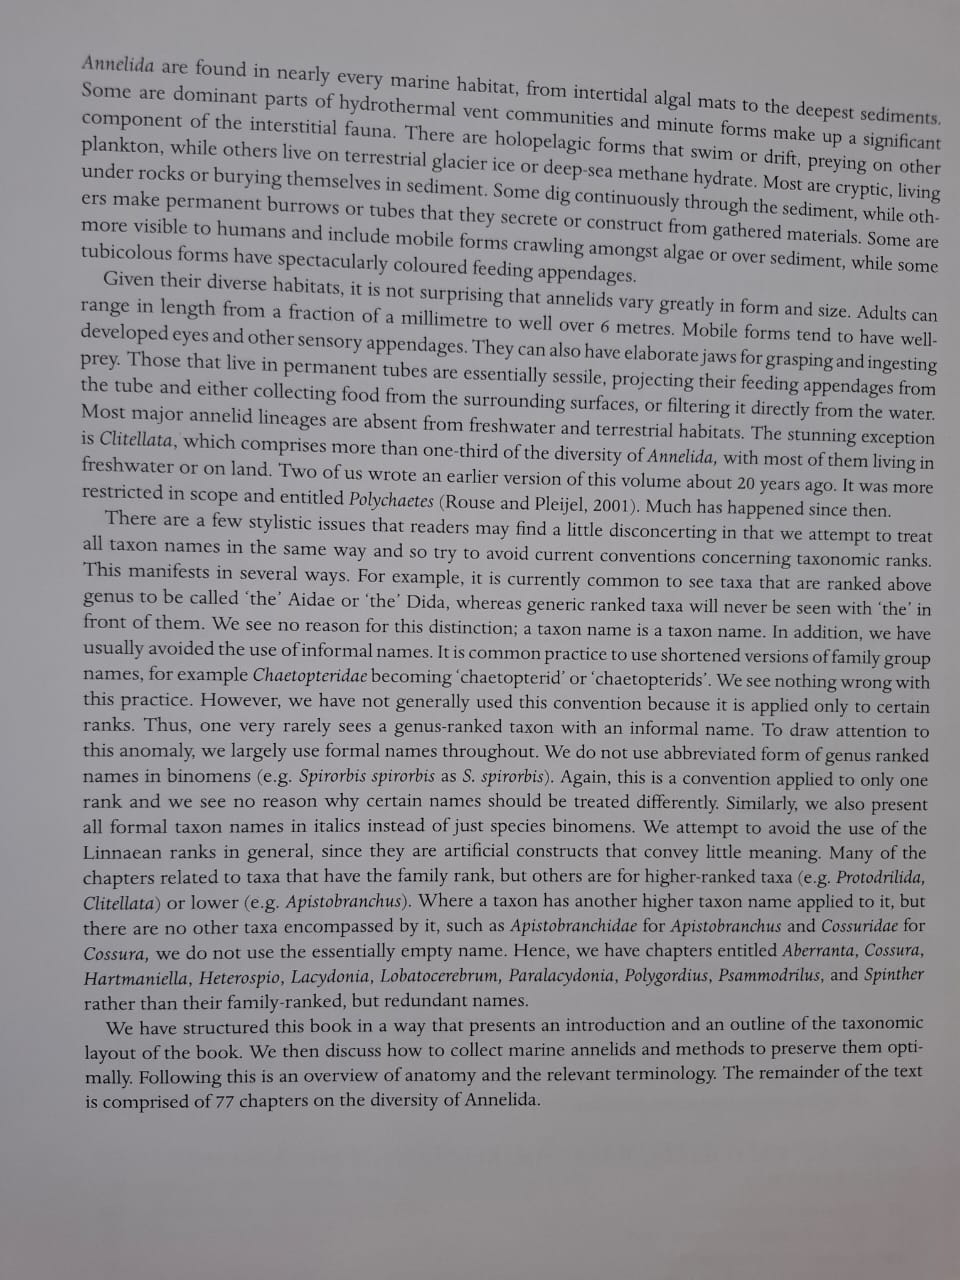 Annelida are found in nearly every marine habitat, from intertidal algal mats to the deepest sediments.
Some are dominant parts of hydrothermal vent communities and minute forms make up a significant
component of the interstitial fauna. There are holopelagic forms that swim or drift, preying on other
plankton, while others live on terrestrial glacier ice or deep-sea methane hydrate. Most are cryptic, living
under rocks or burying themselves in sediment. Some dig continuously through the sediment, while oth-
ers make permanent burrows or tubes that they secrete or construct from gathered materials. Some are
more visible to humans and include mobile forms crawling amongst algae or over sediment, while some
tubicolous forms have spectacularly coloured feeding appendages.
Given their diverse habitats, it is not surprising that annelids vary greatly in form and size. Adults can
range in length from a fraction of a millimetre to well over 6 metres. Mobile forms tend to have well-
developed eyes and other sensory appendages. They can also have elaborate jaws for grasping and ingesting
prey. Those that live in permanent tubes are essentially sessile, projecting their feeding appendages from
the tube and either collecting food from the surrounding surfaces, or filtering it directly from the water.
Most major annelid lineages are absent from freshwater and terrestrial habitats. The stunning exception
is Clitellata, which comprises more than one-third of the diversity of Annelida, with most of them living in
freshwater or on land. Two of us wrote an earlier version of this volume about 20 years ago. It was more
restricted in scope and entitled Polychaetes (Rouse and Pleijel, 2001). Much has happened since then.
There are a few stylistic issues that readers may find a little disconcerting in that we attempt to treat
all taxon names in the same way and so try to avoid current conventions concerning taxonomic ranks.
This manifests in several ways. For example, it is currently common to see taxa that are ranked above
genus to be called 'the' Aidae or 'the' Dida, whereas generic ranked taxa will never be seen with 'the' in
front of them. We see no reason for this distinction; a taxon name is a taxon name. In addition, we have
usually avoided the use of informal names. It is common practice to use shortened versions of family group
names, for example Chaetopteridae becoming 'chaetopterid' or 'chaetopterids'. We see nothing wrong with
this practice. However, we have not generally used this convention because it is applied only to certain
ranks. Thus, one very rarely sees a genus-ranked taxon with an informal name. To draw attention to
this anomaly, we largely use formal names throughout. We do not use abbreviated form of genus ranked
names in binomens (e.g. Spirorbis spirorbis as S. spirorbis). Again, this is a convention applied to only one
rank and we see no reason why certain names should be treated differently. Similarly, we also present
all formal taxon names in italics instead of just species binomens. We attempt to avoid the use of the
Linnaean ranks in general, since they are artificial constructs that convey little meaning. Many of the
chapters related to taxa that have the family rank, but others are for higher-ranked taxa (e.g. Protodrilida,
Clitellata) or lower (e.g. Apistobranchus). Where a taxon has another higher taxon name applied to it, but
there are no other taxa encompassed by it, such as Apistobranchidae for Apistobranchus and Cossuridae for
Cossura, we do not use the essentially empty name. Hence, we have chapters entitled Aberranta, Cossura,
Hartmaniella, Heterospio, Lacydonia, Lobatocerebrum, Paralacydonia, Polygordius, Psammodrilus, and Spinther
rather than their family-ranked, but redundant names.
We have structured this book in a way that presents an introduction and an outline of the taxonomic
layout of the book. We then discuss how to collect marine annelids and methods to preserve them opti-
mally. Following this is an overview of anatomy and the relevant terminology. The remainder of the text
is comprised of 77 chapters on the diversity of Annelida.